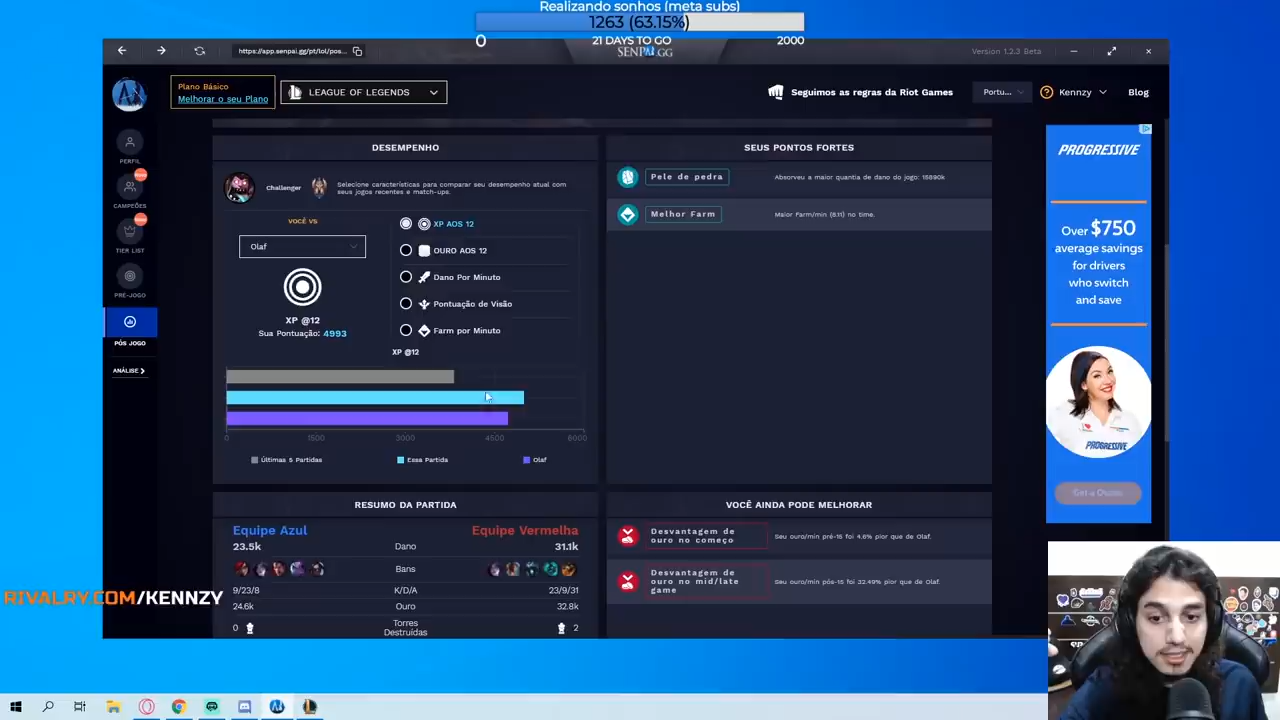 Realizando sonhos (meta subs)
1263 (63.15%)
0
21 DAYS TO GO
2000
SENPAI.GG
https://app.senpai.gg/pt/lol/pos...
Version 1.2.3 Beta
Plano Básico
Melhorar o seu Plano
LEAGUE OF LEGENDS
Seguimos as regras da Riot Games
Portu...
Kennzy
Blog
PERFIL
CAMPEÕES
TIER LIST
PRÉ-JOGO
PÓS JOGO
ANÁLISE
DESEMPENHO
Challenger
Selecione características para comparar seu desempenho atual com
seus jogos recentes e match-ups:
VOCÊ VS
Olaf
XP @12
Sua Pontuação: 4993
XP AOS 12
OURO AOS 12
Dano Por Minuto
Pontuação de Visão
Farm por Minuto
XP @12
0 1500 3000 4500 6000
Últimas 5 Partidas
Essa Partida
Olaf
SEUS PONTOS FORTES
Pele de pedra
Absorveu a maior quantia de dano do jogo: 15890k
Melhor Farm
Maior Farm/min (8.11) no time.
RESUMO DA PARTIDA
Equipe Azul
Equipe Vermelha
23.5k Dano 31.1k
Bans
9/23/8 K/D/A 23/9/31
24.6k Ouro 32.8k
0 Torres Destruídas 2
VOCÊ AINDA PODE MELHORAR
Desvantagem de
ouro no começo
Seu ouro/min pré-15 foi 4.6% pior que de Olaf.
Desvantagem de
ouro no mid/late
game
Seu ouro/min pós-15 foi 32.49% pior que de Olaf.
PROGRESSIVE
Over $750
average savings
for drivers
who switch
and save
PROGRESSIVE
Get a Quote
RIVALRY.COM/KENNZY